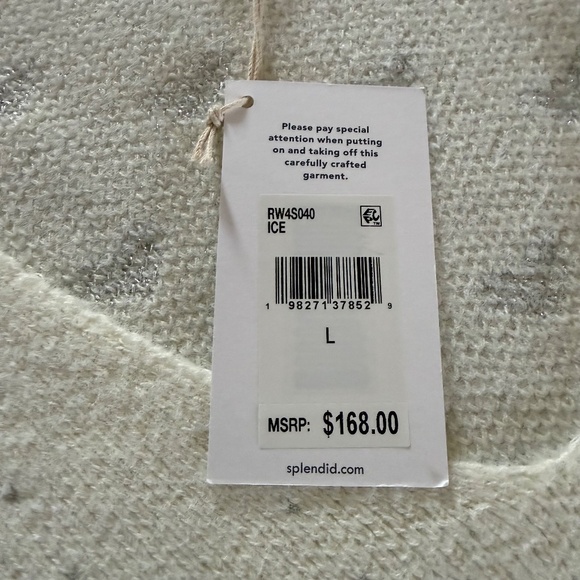 Please pay special
attention when putting
on and taking off this
carefully crafted
garment.
RW4S040
ICE
1 98271 37852 9
L
MSRP: $168.00
splendid.com